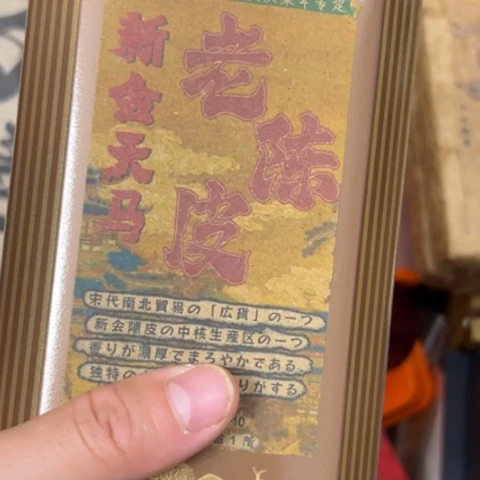 老陈皮
新会天马
宋代南北貿易の「広貨」の一つ
新会陳皮の中核生産区の一つ
香りが濃厚でまろやかである
独特の りがする